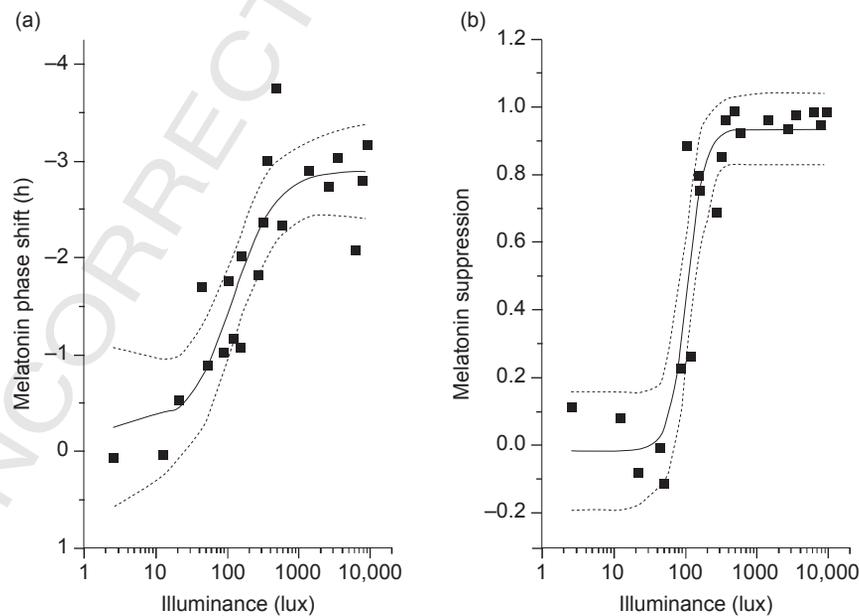 (a)
–4
–3
–2
–1
0
1
Melatonin phase shift (h)
1 10 100 1000 10,000
Illuminance (lux)
(b)
1.2
1.0
0.8
0.6
0.4
0.2
0.0
–0.2
Melatonin suppression
1 10 100 1000 10,000
Illuminance (lux)
NCORRECT